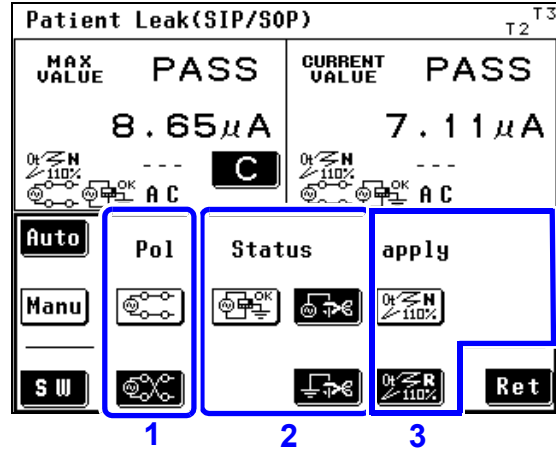 Patient Leak(SIP/SOP)
T2 T3
MAX VALUE PASS
8.65μA
C
--- AC
0t N 110%
OK
CURRENT VALUE PASS
7.11μA
--- AC
0t N 110%
OK
Auto
Pol
Status
apply
Manu
OK
0t N 110%
SW
0t R 110%
Ret
1 2 3